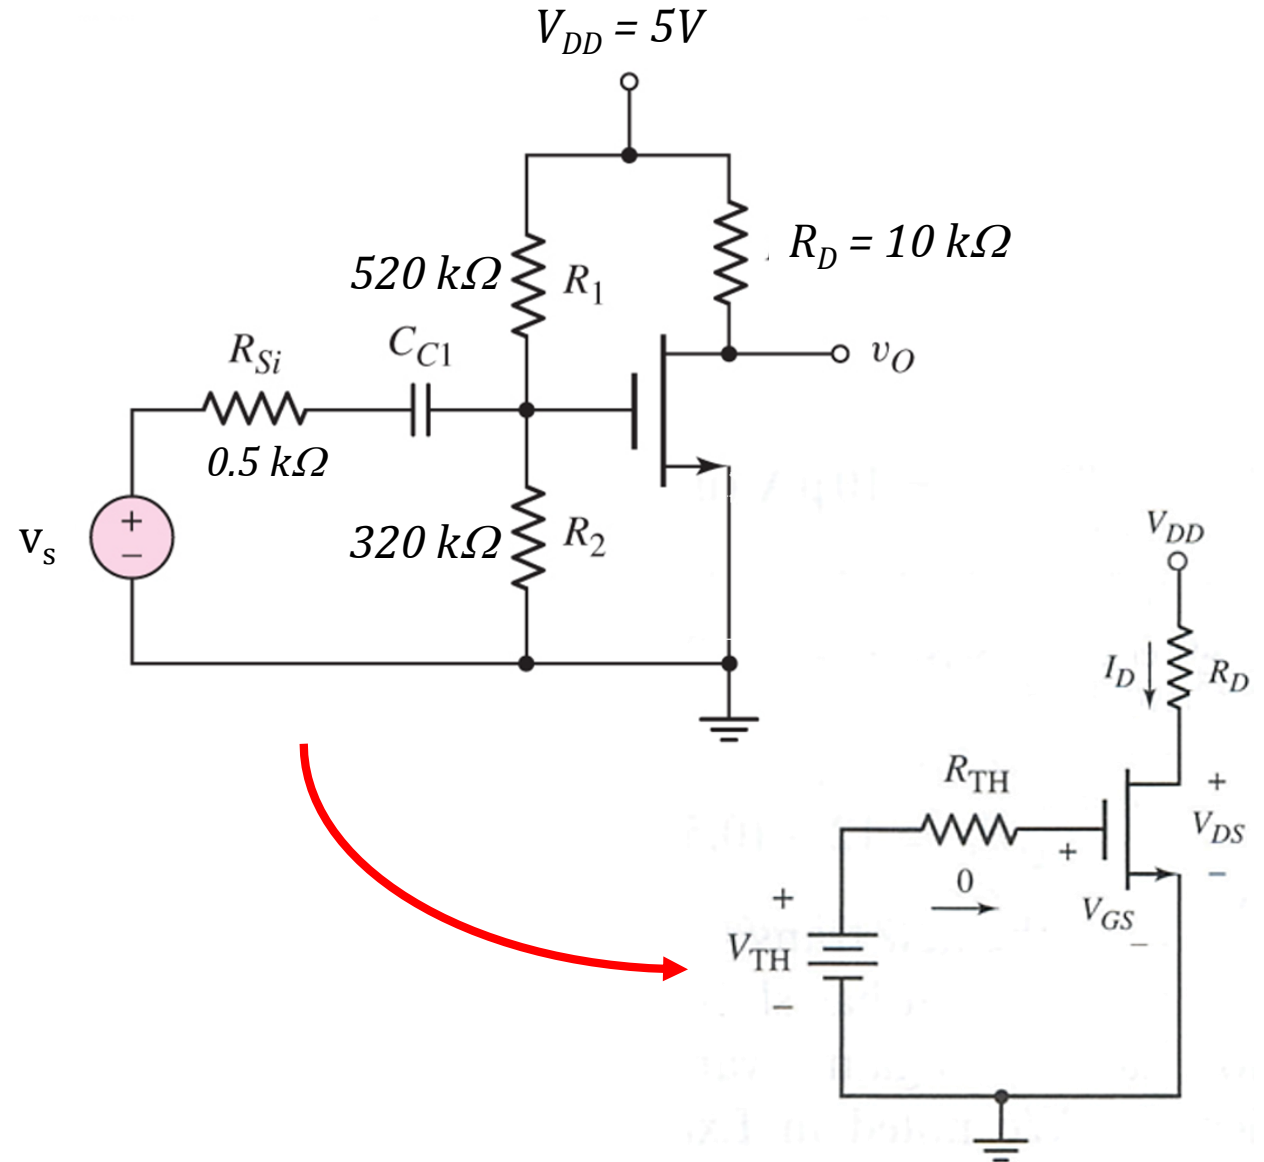 V_DD = 5V
520 kΩ
R_1
R_D = 10 kΩ
R_Si
C_C1
v_O
0.5 kΩ
+
−
v_s
320 kΩ
R_2
V_DD
I_D
R_D
R_TH
+
V_DS
−
+
0
V_GS
−
+
V_TH
−